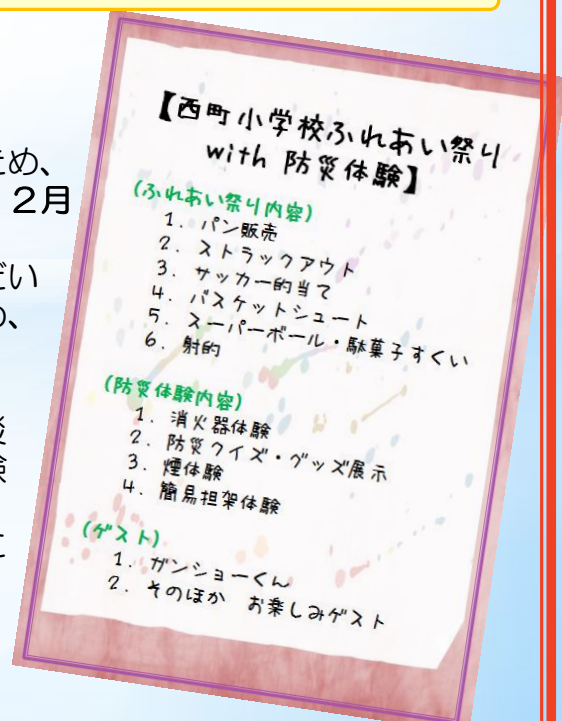 ため、
2月
【西町小学校ふれあい祭り
with 防災体験】
(ふれあい祭り内容)
1. パン販売
2. ストラックアウト
3. サッカー的当て
4. バスケットシュート
5. スーパーボール・駄菓子すくい
6. 射的
(防災体験内容)
1. 消火器体験
2. 防災クイズ・グッズ展示
3. 煙体験
4. 簡易担架体験
(ゲスト)
1. ガンショーくん
2. そのほか お楽しみゲスト